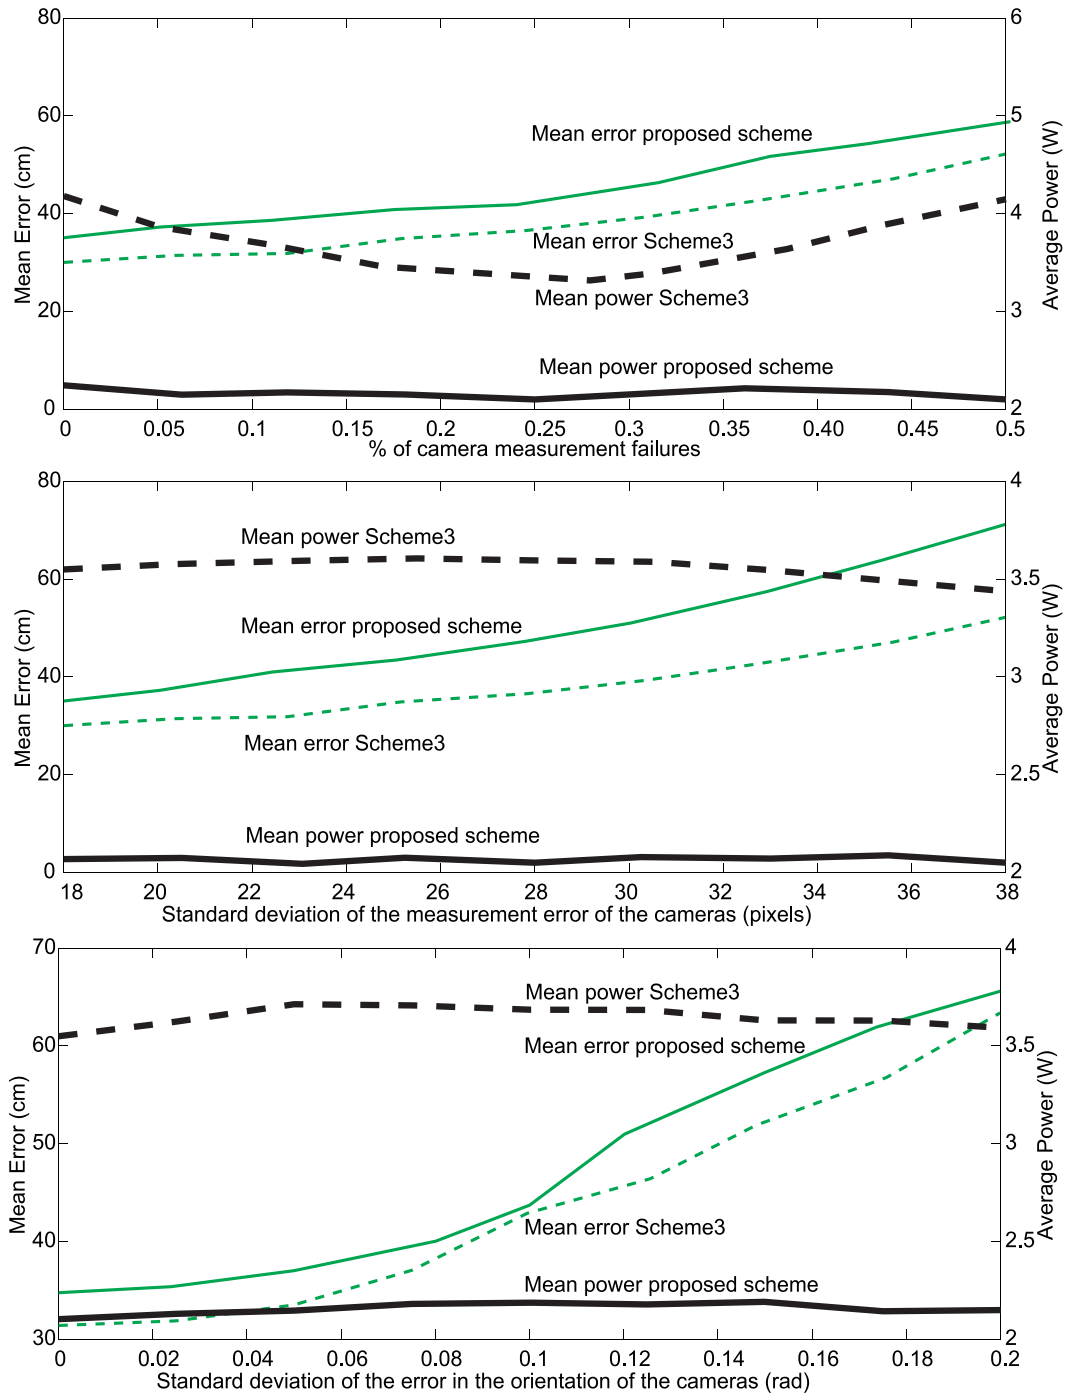 80
60
40
20
0
Mean Error (cm)
6
5
4
3
2
Average Power (W)
Mean error proposed scheme
Mean error Scheme3
Mean power Scheme3
Mean power proposed scheme
0 0.05 0.1 0.15 0.2 0.25 0.3 0.35 0.40 0.45 0.5
% of camera measurement failures
80
60
40
20
0
Mean Error (cm)
4
3.5
3
2.5
2
Average Power (W)
Mean power Scheme3
Mean error proposed scheme
Mean error Scheme3
Mean power proposed scheme
18 20 22 24 26 28 30 32 34 36 38
Standard deviation of the measurement error of the cameras (pixels)
70
60
50
40
30
Mean Error (cm)
4
3.5
3
2.5
2
Average Power (W)
Mean power Scheme3
Mean error proposed scheme
Mean error Scheme3
Mean power proposed scheme
0 0.02 0.04 0.06 0.08 0.1 0.12 0.14 0.16 0.18 0.2
Standard deviation of the error in the orientation of the cameras (rad)